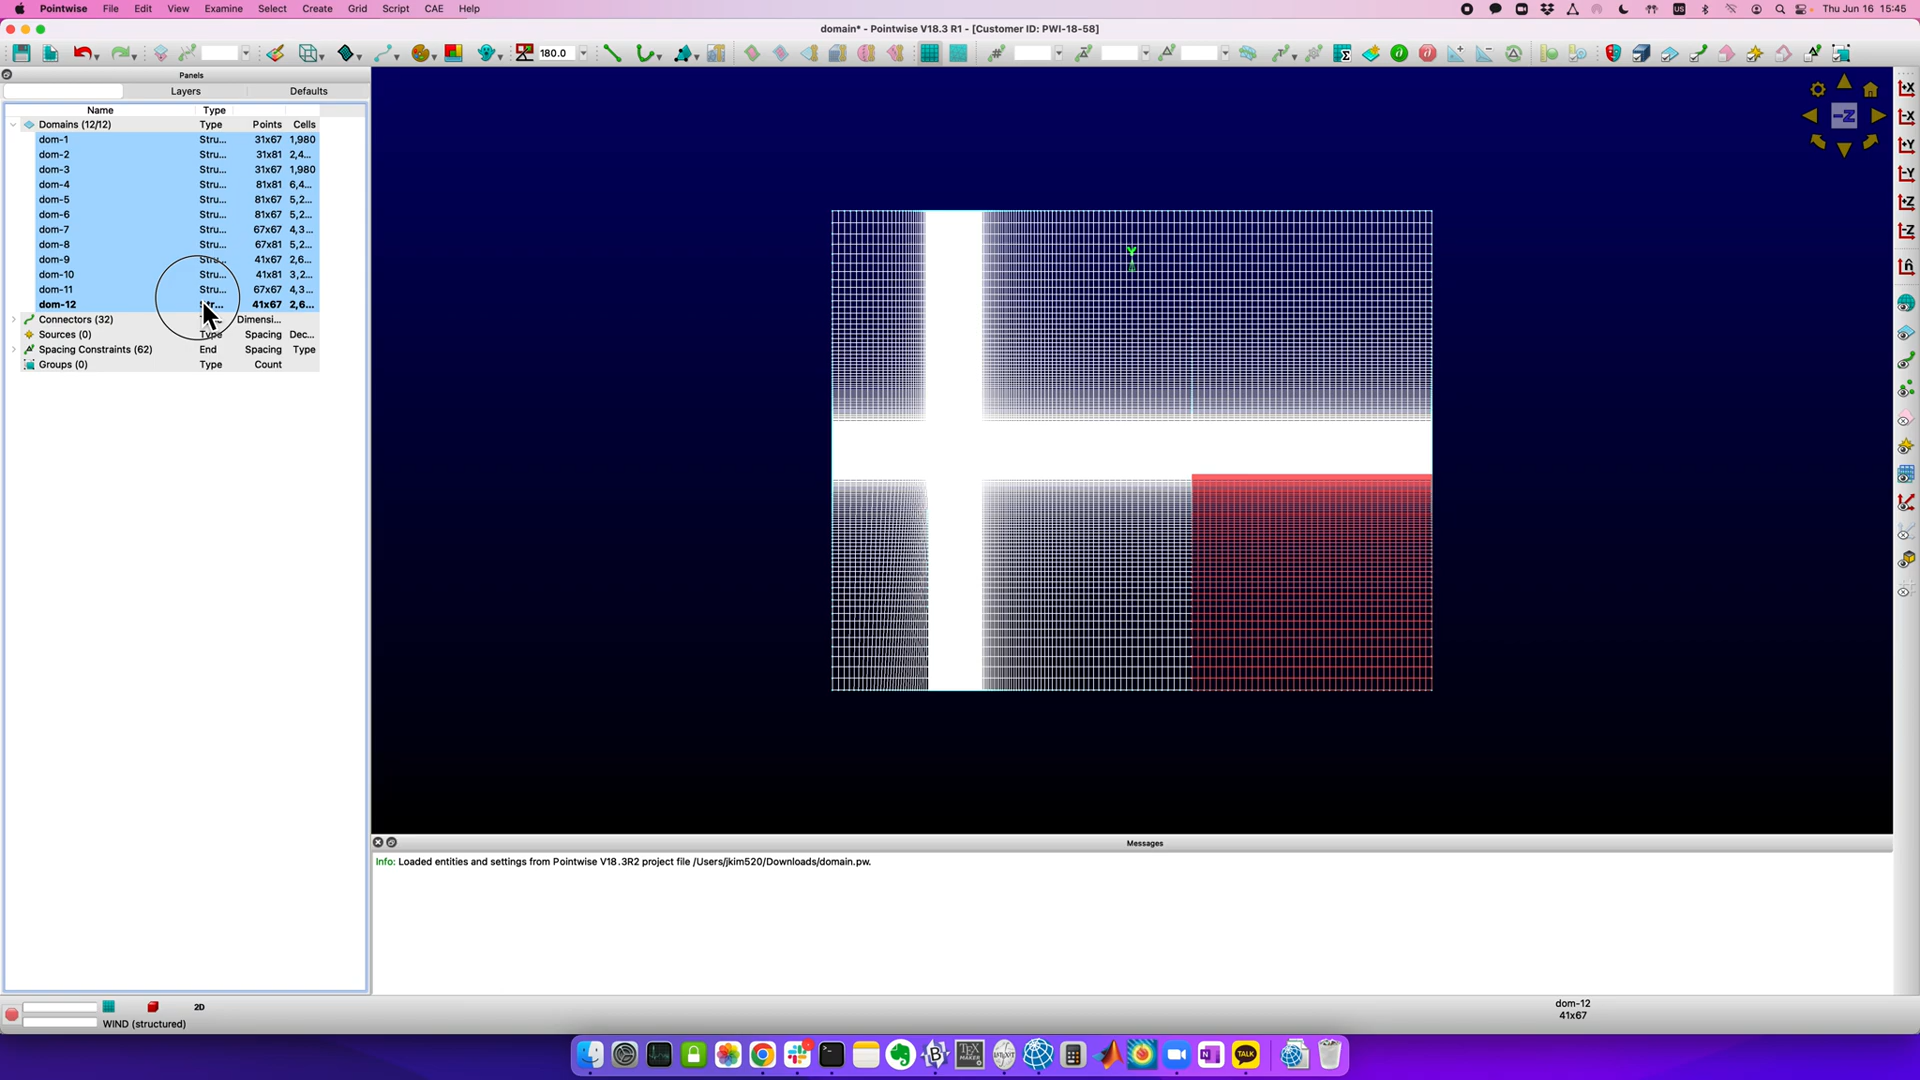 Pointwise File Edit View Examine Select Create Grid Script CAE Help US Thu Jun 16 15:45
domain* - Pointwise V18.3 R1 - [Customer ID: PWI-18-58]
180.0
Panels
Layers Defaults
Name Type
Domains (12/12) Type Points Cells
dom-1 Stru... 31x67 1,980
dom-2 Stru... 31x81 2,4...
dom-3 Stru... 31x67 1,980
dom-4 Stru... 81x81 6,4...
dom-5 Stru... 81x67 5,2...
dom-6 Stru... 81x67 5,2...
dom-7 Stru... 67x67 4,3...
dom-8 Stru... 67x81 5,2...
dom-9 Stru... 41x67 2,6...
dom-10 Stru... 41x81 3,2...
dom-11 Stru... 67x67 4,3...
dom-12 Str... 41x67 2,6...
Connectors (32) Dimensi...
Sources (0) Type Spacing Dec...
Spacing Constraints (62) End Spacing Type
Groups (0) Type Count
-Z
Y
+X
-X
+Y
-Y
+Z
-Z
n̂
Messages
Info: Loaded entities and settings from Pointwise V18.3R2 project file /Users/jkim520/Downloads/domain.pw.
2D
WIND (structured)
dom-12
41x67
TALK